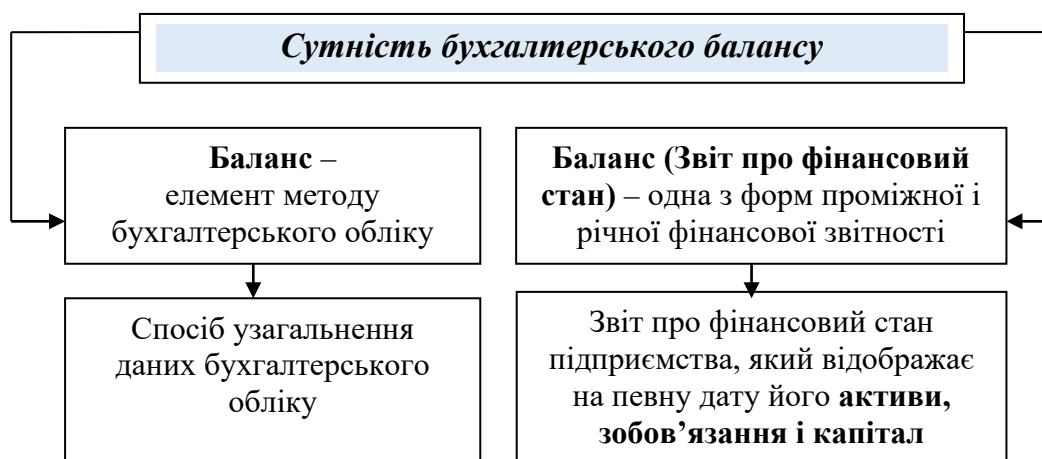 Сутність бухгалтерського балансу
Баланс –
елемент методу
бухгалтерського обліку
Баланс (Звіт про фінансовий
стан) – одна з форм проміжної і
річної фінансової звітності
Спосіб узагальнення
даних бухгалтерського
обліку
Звіт про фінансовий стан
підприємства, який відображає
на певну дату його активи,
зобов’язання і капітал